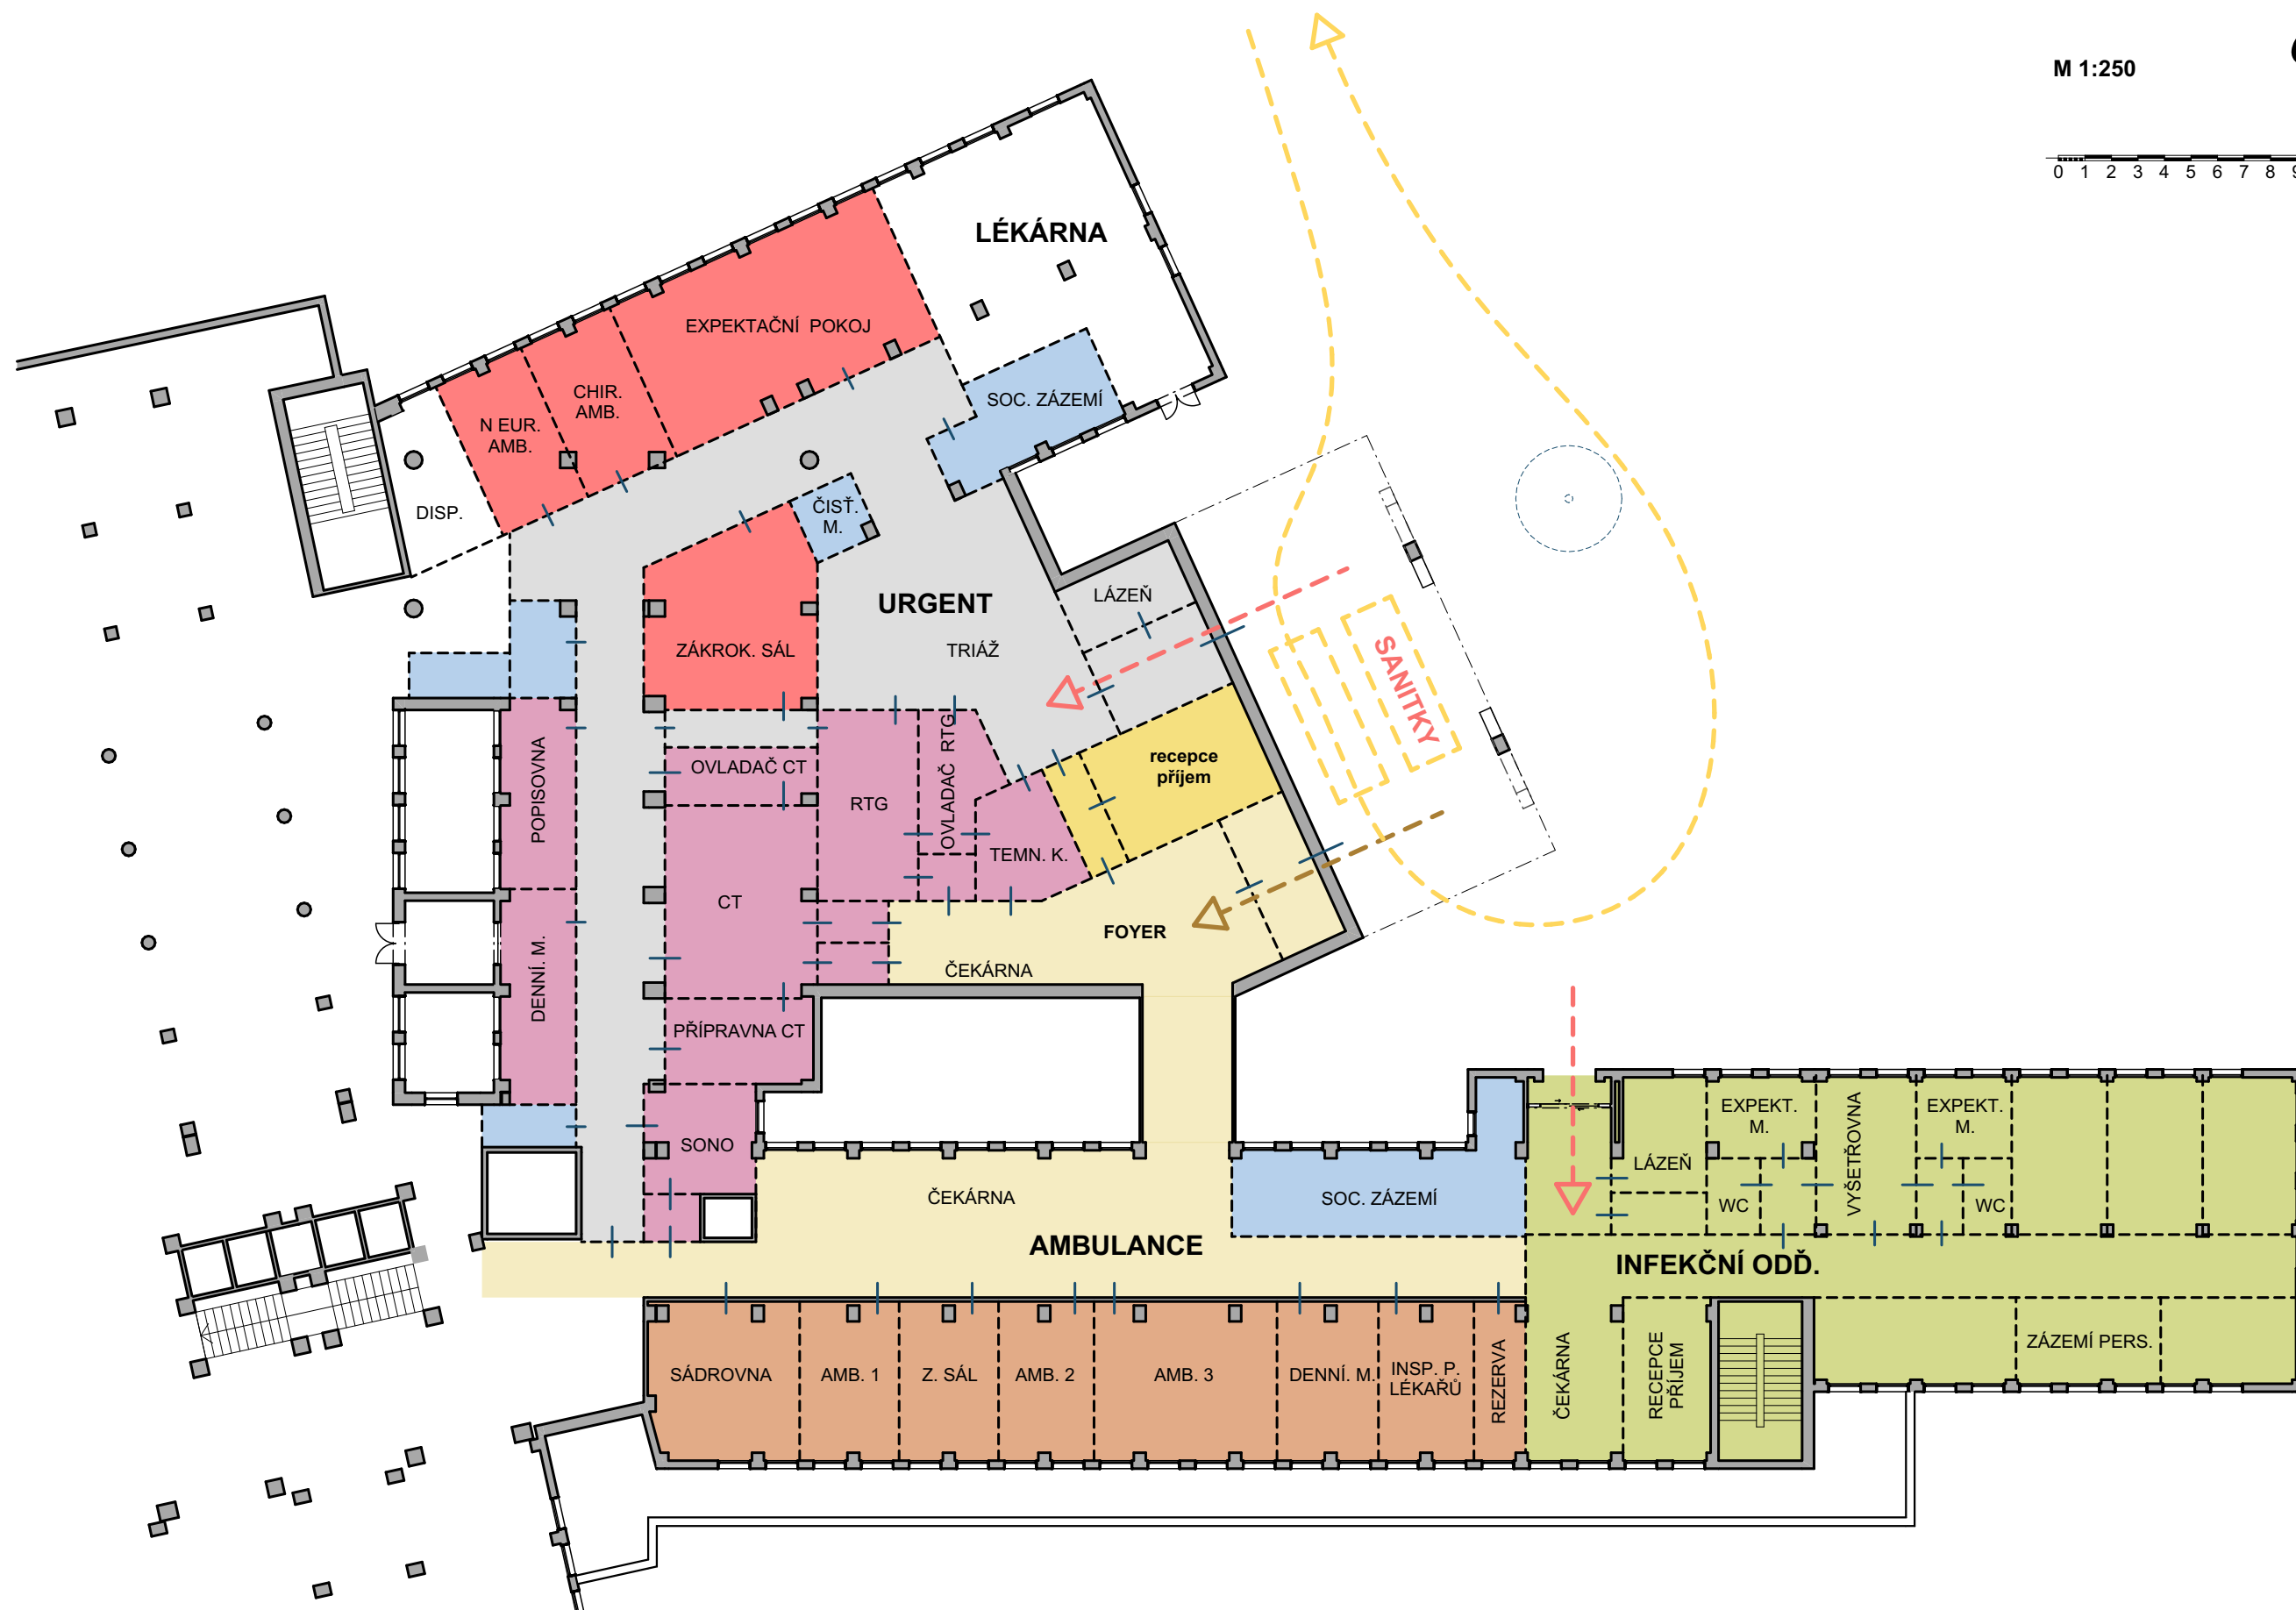 M 1:250
0 1 2 3 4 5 6 7 8 9
LÉKÁRNA
EXPEKTAČNÍ POKOJ
CHIR.
AMB.
N EUR.
AMB.
SOC. ZÁZEMÍ
DISP.
ČISŤ.
M.
LÁZEŇ
URGENT
TRIÁŽ
ZÁKROK. SÁL
SANITKY
recepce
příjem
POPISOVNA
OVLADAČ CT
RTG
OVLADAČ RTG
TEMN. K.
CT
FOYER
ČEKÁRNA
DENNÍ. M.
PŘÍPRAVNA CT
SONO
ČEKÁRNA
SOC. ZÁZEMÍ
AMBULANCE
EXPEKT.
M.
VYŠETŘOVNA
EXPEKT.
M.
LÁZEŇ
WC
WC
INFEKČNÍ ODĎ.
SÁDROVNA
AMB. 1
Z. SÁL
AMB. 2
AMB. 3
DENNÍ. M.
INSP. P.
LÉKAŘŮ
REZERVA
ČEKÁRNA
RECEPCE
PŘÍJEM
ZÁZEMÍ PERS.